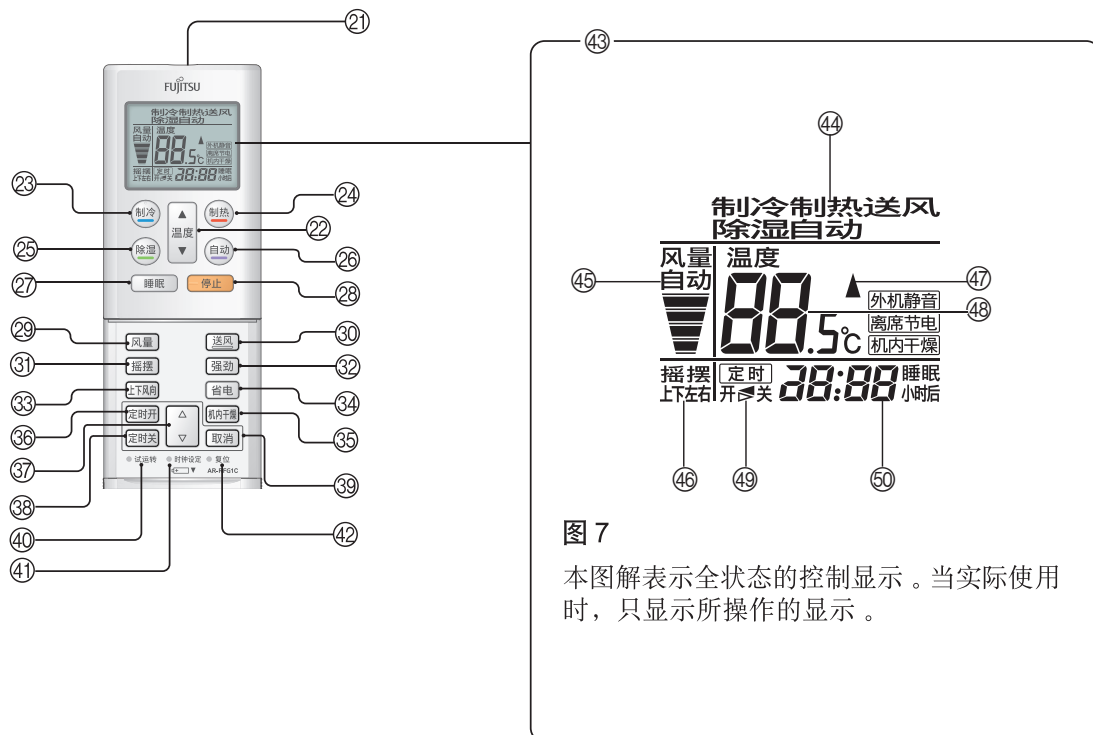 ㉑
FUJITSU
制冷制热送风
除湿自动
风量 温度
自动
88.5℃
外机静音
离席节电
机内干燥
摇摆 定时 28:88 睡眠
上下左右 开 关 小时后
㉓ 制冷 ▲ 制热 ㉔
温度 ㉒
㉕ 除湿 ▼ 自动 ㉖
㉗ 睡眠 停止 ㉘
㉙ 风量 送风 ㉚
㉛ 摇摆 强劲 ㉜
㉝ 上下风向 省电 ㉞
㊱ 定时开 △ 机内干燥 ㉟
㊲ ㊳ 定时关 ▽ 取消 ㊴
试运转 时钟设定 复位
▼ AR-RFG1C
㊵
㊶
㊷
㊸
㊹
制冷制热送风
除湿自动
㊺ 风量 温度
自动
88.5℃
▲ ㊼
㊽
外机静音
离席节电
机内干燥
摇摆 定时 28:88 睡眠
上下左右 开 关 小时后
㊻ ㊾ ㊿
图 7
本图解表示全状态的控制显示 。当实际使用
时，只显示所操作的显示 。